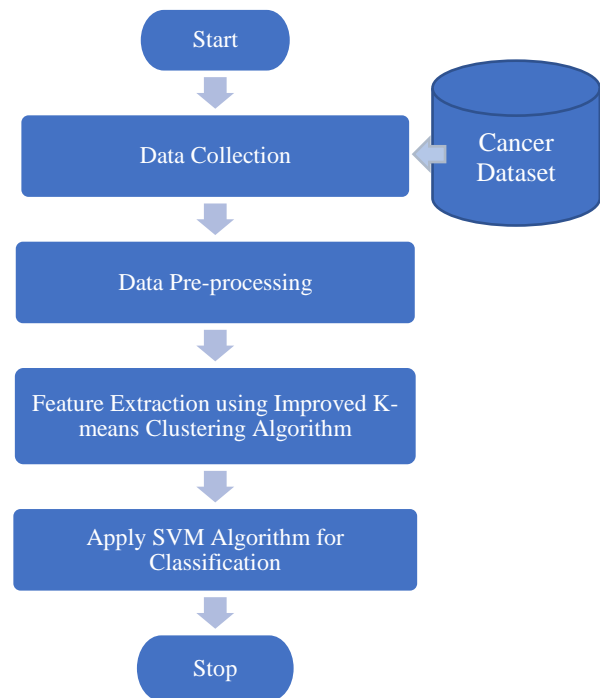 Start
Data Collection
Cancer
Dataset
Data Pre-processing
Feature Extraction using Improved K-
means Clustering Algorithm
Apply SVM Algorithm for
Classification
Stop